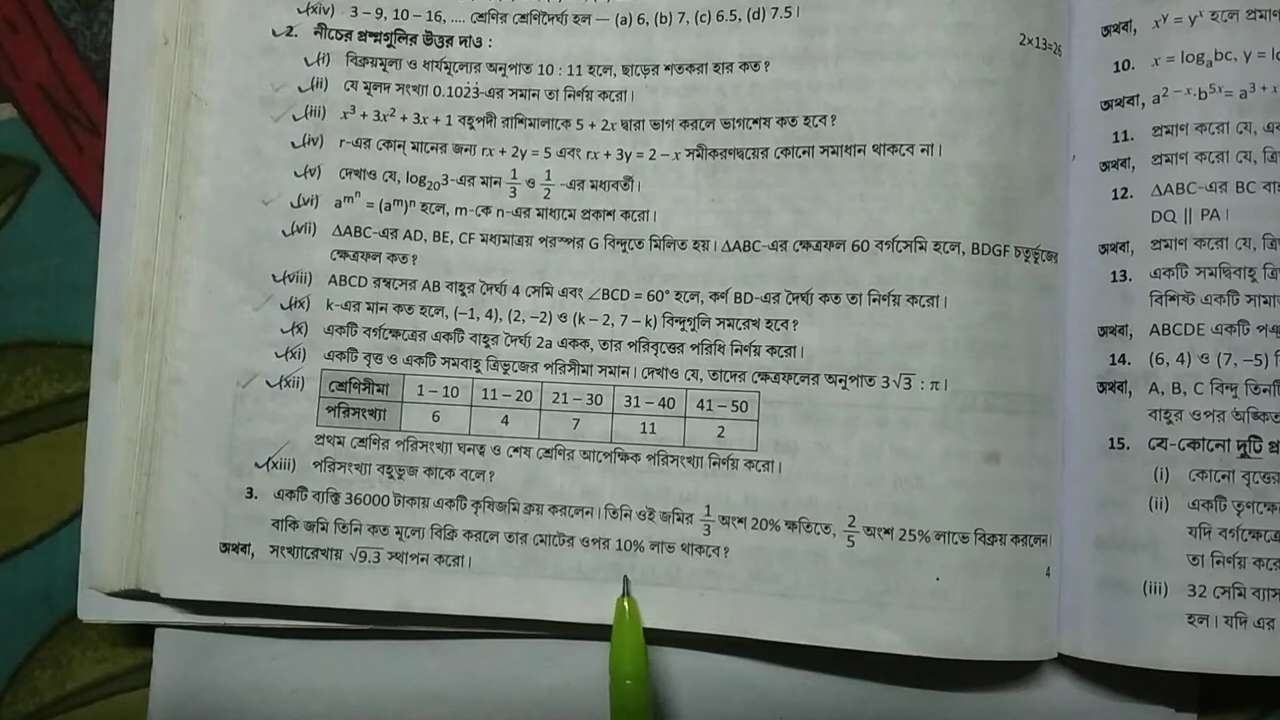 (xiv) 3 – 9, 10 – 16, .... শ্রেণির শ্রেণিদৈর্ঘ্য হল — (a) 6, (b) 7, (c) 6.5, (d) 7.5।
2. নীচের প্রশ্নগুলির উত্তর দাও : 2×13=26
(i) বিক্রয়মূল্য ও ধার্যমূল্যের অনুপাত 10 : 11 হলে, ছাড়ের শতকরা হার কত?
(ii) যে মূলদ সংখ্যা 0.102̇3̇-এর সমান তা নির্ণয় করো।
(iii) x³ + 3x² + 3x + 1 বহুপদী রাশিমালাকে 5 + 2x দ্বারা ভাগ করলে ভাগশেষ কত হবে?
(iv) r-এর কোন্ মানের জন্য rx + 2y = 5 এবং rx + 3y = 2 – x সমীকরণদ্বয়ের কোনো সমাধান থাকবে না।
(v) দেখাও যে, log₂₀3-এর মান 1/3 ও 1/2 -এর মধ্যবর্তী।
(vi) a^(m^n) = (a^m)^n হলে, m-কে n-এর মাধ্যমে প্রকাশ করো।
(vii) ΔABC-এর AD, BE, CF মধ্যমাত্রয় পরস্পর G বিন্দুতে মিলিত হয়। ΔABC-এর ক্ষেত্রফল 60 বর্গসেমি হলে, BDGF চতুর্ভুজের
ক্ষেত্রফল কত?
(viii) ABCD রম্বসের AB বাহুর দৈর্ঘ্য 4 সেমি এবং ∠BCD = 60° হলে, কর্ণ BD-এর দৈর্ঘ্য কত তা নির্ণয় করো।
(ix) k-এর মান কত হলে, (–1, 4), (2, –2) ও (k – 2, 7 – k) বিন্দুগুলি সমরেখ হবে?
(x) একটি বর্গক্ষেত্রের একটি বাহুর দৈর্ঘ্য 2a একক, তার পরিবৃত্তের পরিধি নির্ণয় করো।
(xi) একটি বৃত্ত ও একটি সমবাহু ত্রিভুজের পরিসীমা সমান। দেখাও যে, তাদের ক্ষেত্রফলের অনুপাত 3√3 : π।
(xii) শ্রেণিসীমা 1 – 10 11 – 20 21 – 30 31 – 40 41 – 50
পরিসংখ্যা 6 4 7 11 2
প্রথম শ্রেণির পরিসংখ্যা ঘনত্ব ও শেষ শ্রেণির আপেক্ষিক পরিসংখ্যা নির্ণয় করো।
(xiii) পরিসংখ্যা বহুভুজ কাকে বলে?
3. একটি ব্যক্তি 36000 টাকায় একটি কৃষিজমি ক্রয় করলেন। তিনি ওই জমির 1/3 অংশ 20% ক্ষতিতে, 2/5 অংশ 25% লাভে বিক্রয় করলেন।
বাকি জমি তিনি কত মূল্যে বিক্রি করলে তার মোটের ওপর 10% লাভ থাকবে? 4
অথবা, সংখ্যারেখায় √9.3 স্থাপন করো।
অথবা, xʸ = yˣ হলে প্রমাণ
10. x = logₐbc, y =
অথবা, a²⁻ˣ.b⁵ˣ = a³⁺ˣ
11. প্রমাণ করো যে,
অথবা, প্রমাণ করো যে,
12. ΔABC-এর BC
DQ || PA।
অথবা, প্রমাণ করো যে,
13. একটি সমদ্বিবাহু
বিশিষ্ট একটি
অথবা, ABCDE একটি
14. (6, 4) ও (7, –5)
অথবা, A, B, C বিন্দু
বাহুর ওপর অঙ্কিত
15. যে-কোনো দুটি
(i) কোনো বৃত্তের
(ii) একটি
যদি
তা নির্ণয়
(iii) 32 সেমি
হল। যদি এর